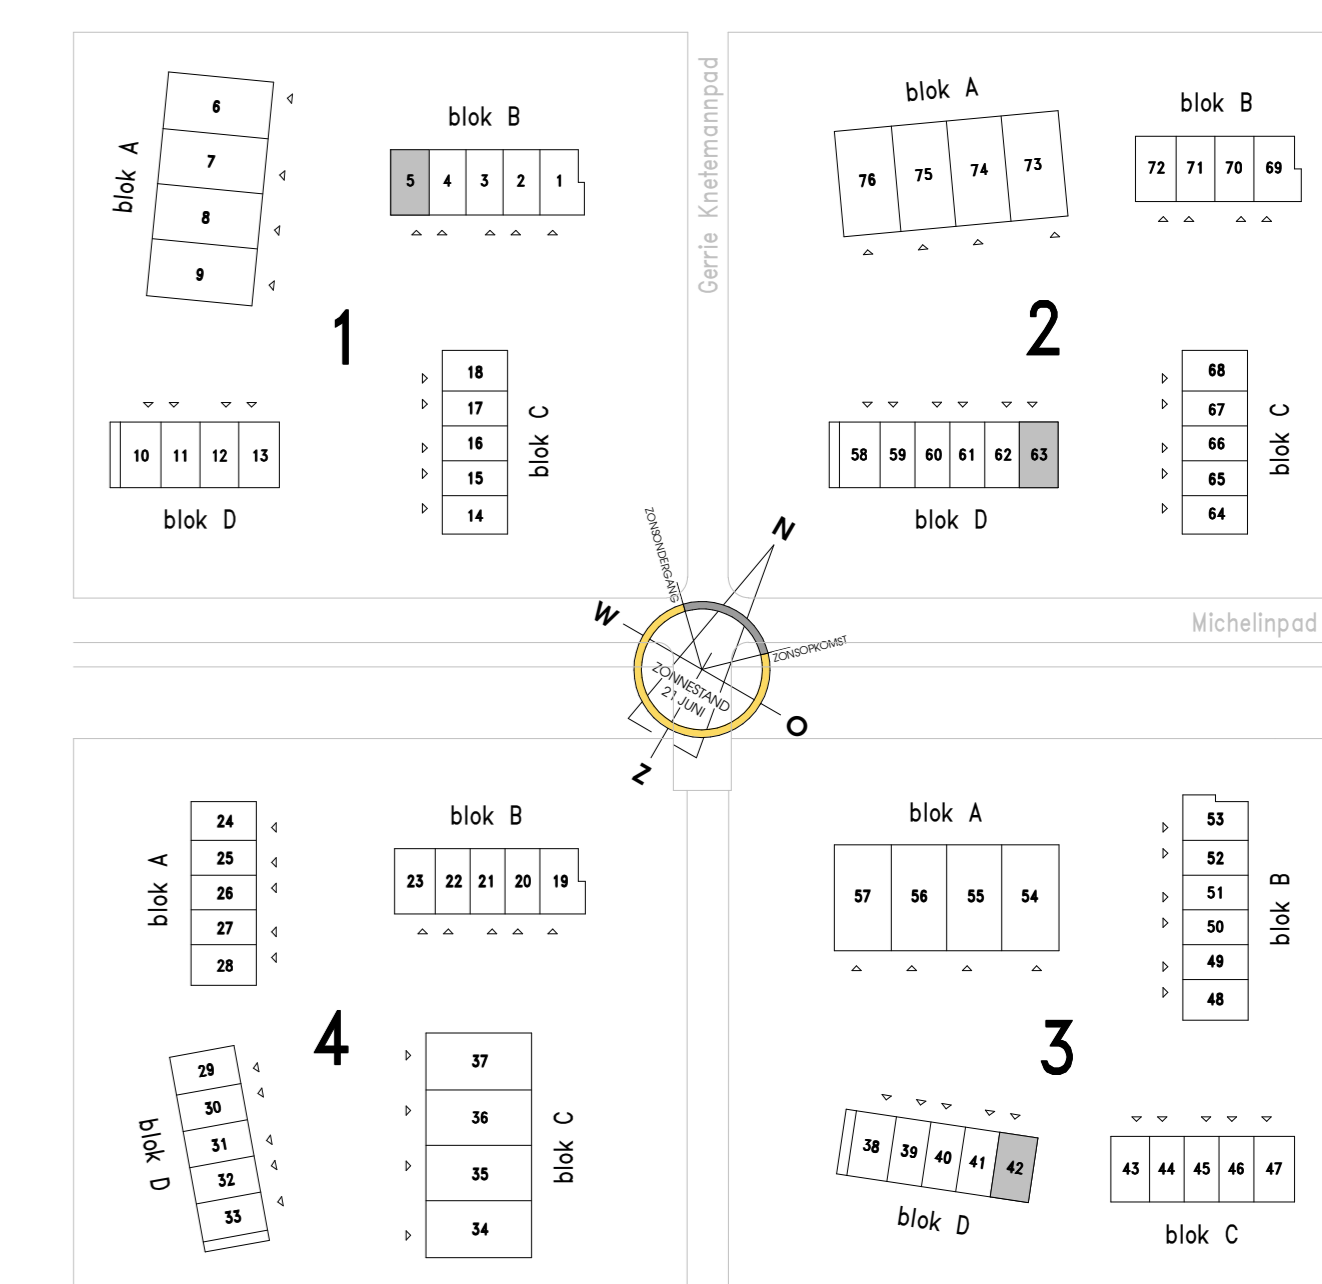 Gerrie Knetemannpad
Michelinpad
1
blok A
6
7
8
9
blok B
5 4 3 2 1
blok D
10 11 12 13
blok C
18
17
16
15
14
2
blok A
76 75 74 73
blok B
72 71 70 69
blok D
58 59 60 61 62 63
blok C
68
67
66
65
64
N
W
O
Z
ZONSONDERGANG
ZONSOPKOMST
ZONNESTAND
21 JUNI
4
blok A
24
25
26
27
28
blok B
23 22 21 20 19
blok D
29
30
31
32
33
blok C
37
36
35
34
3
blok A
57 56 55 54
blok B
53
52
51
50
49
48
38 39 40 41 42
blok D
43 44 45 46 47
blok C